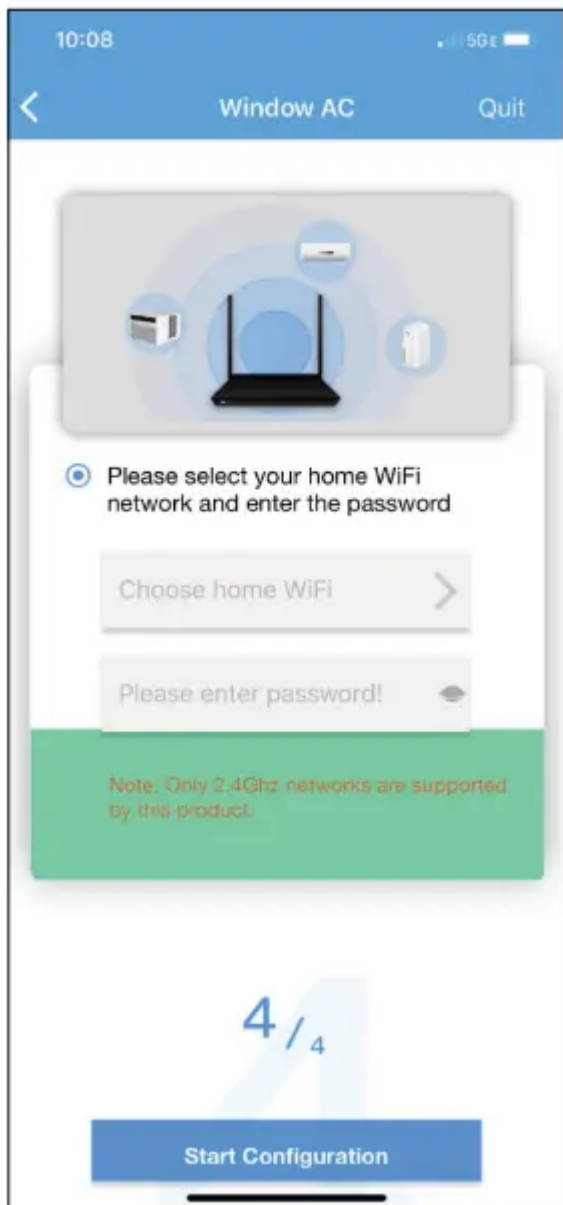 10:08
5GE
Window AC
Quit
Please select your home WiFi
network and enter the password
Choose home WiFi
Please enter password!
Note: Only 2.4Ghz networks are supported
by this product.
4/4
Start Configuration